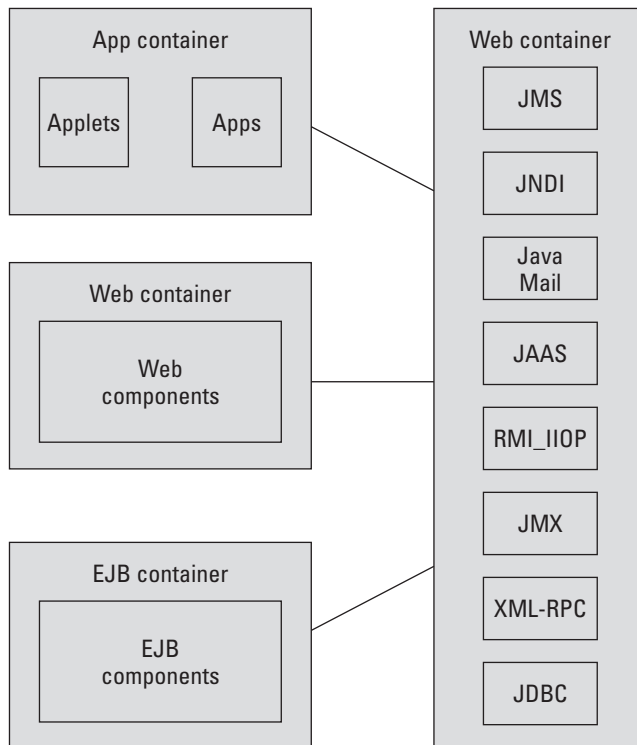 App container
Applets
Apps
Web container
Web
components
EJB container
EJB
components
Web container
JMS
JNDI
Java
Mail
JAAS
RMI_IIOP
JMX
XML-RPC
JDBC